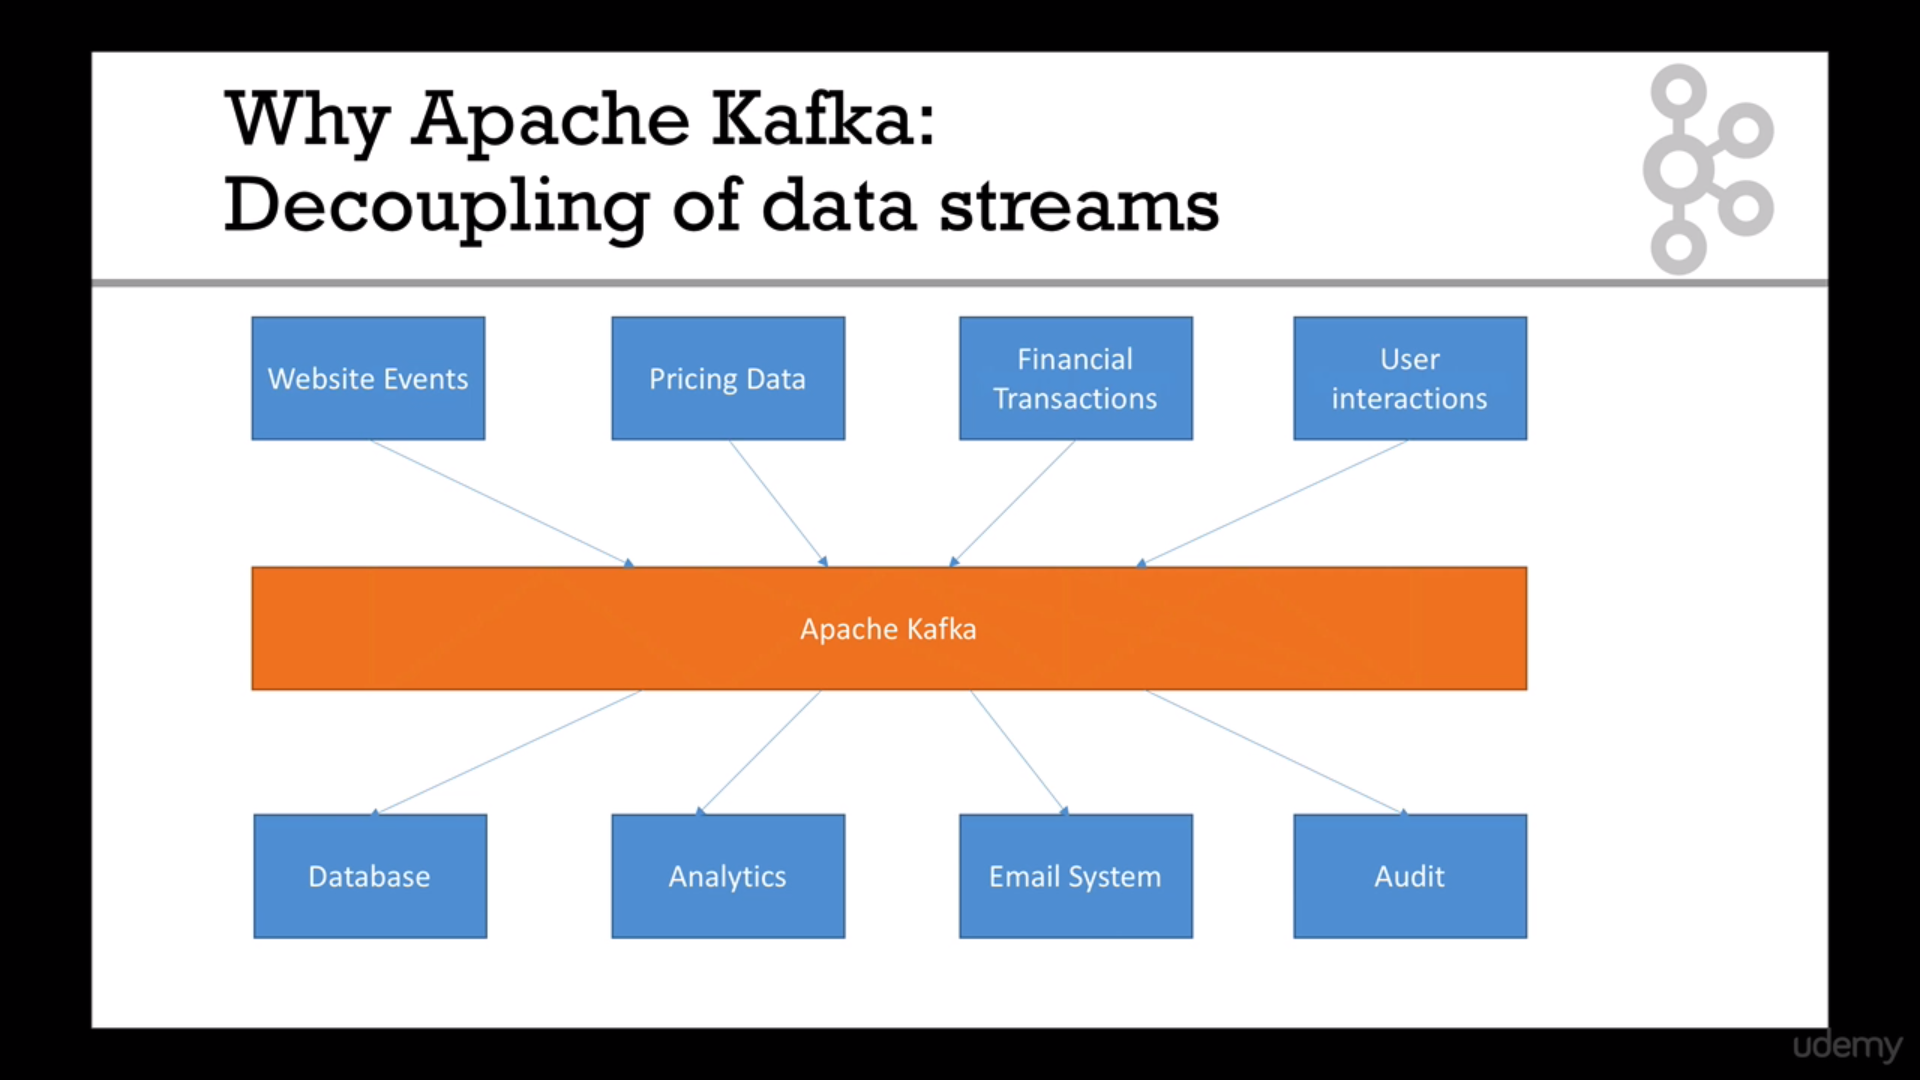 Why Apache Kafka:
Decoupling of data streams
Website Events
Pricing Data
Financial
Transactions
User
interactions
Apache Kafka
Database
Analytics
Email System
Audit
udemy